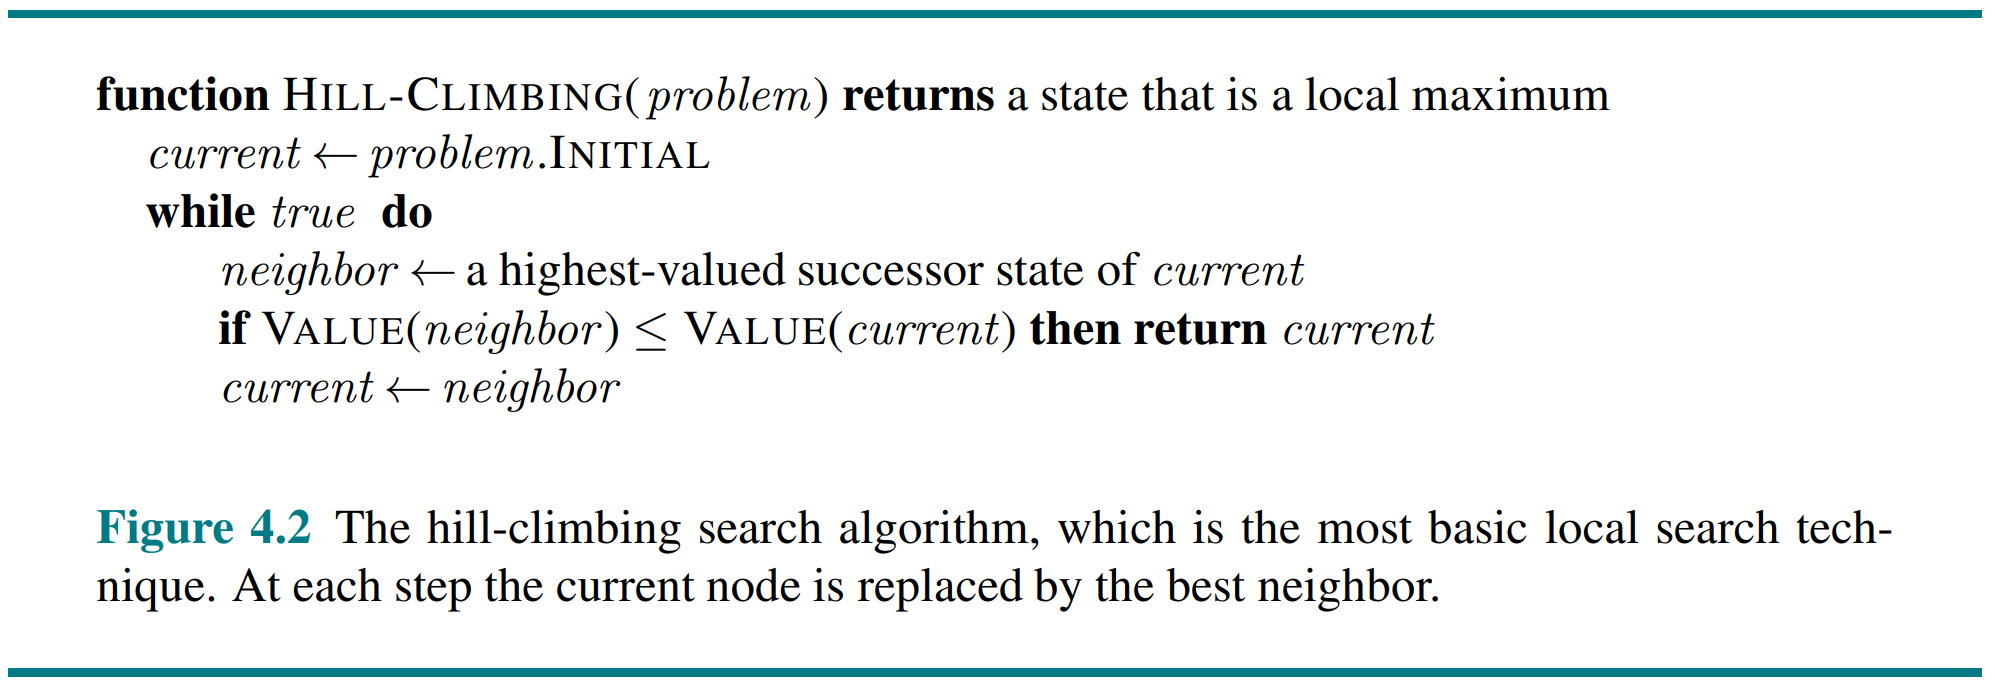 function HILL-CLIMBING(problem) returns a state that is a local maximum
current ← problem.INITIAL
while true do
neighbor ← a highest-valued successor state of current
if VALUE(neighbor) ≤ VALUE(current) then return current
current ← neighbor
Figure 4.2 The hill-climbing search algorithm, which is the most basic local search tech-
nique. At each step the current node is replaced by the best neighbor.